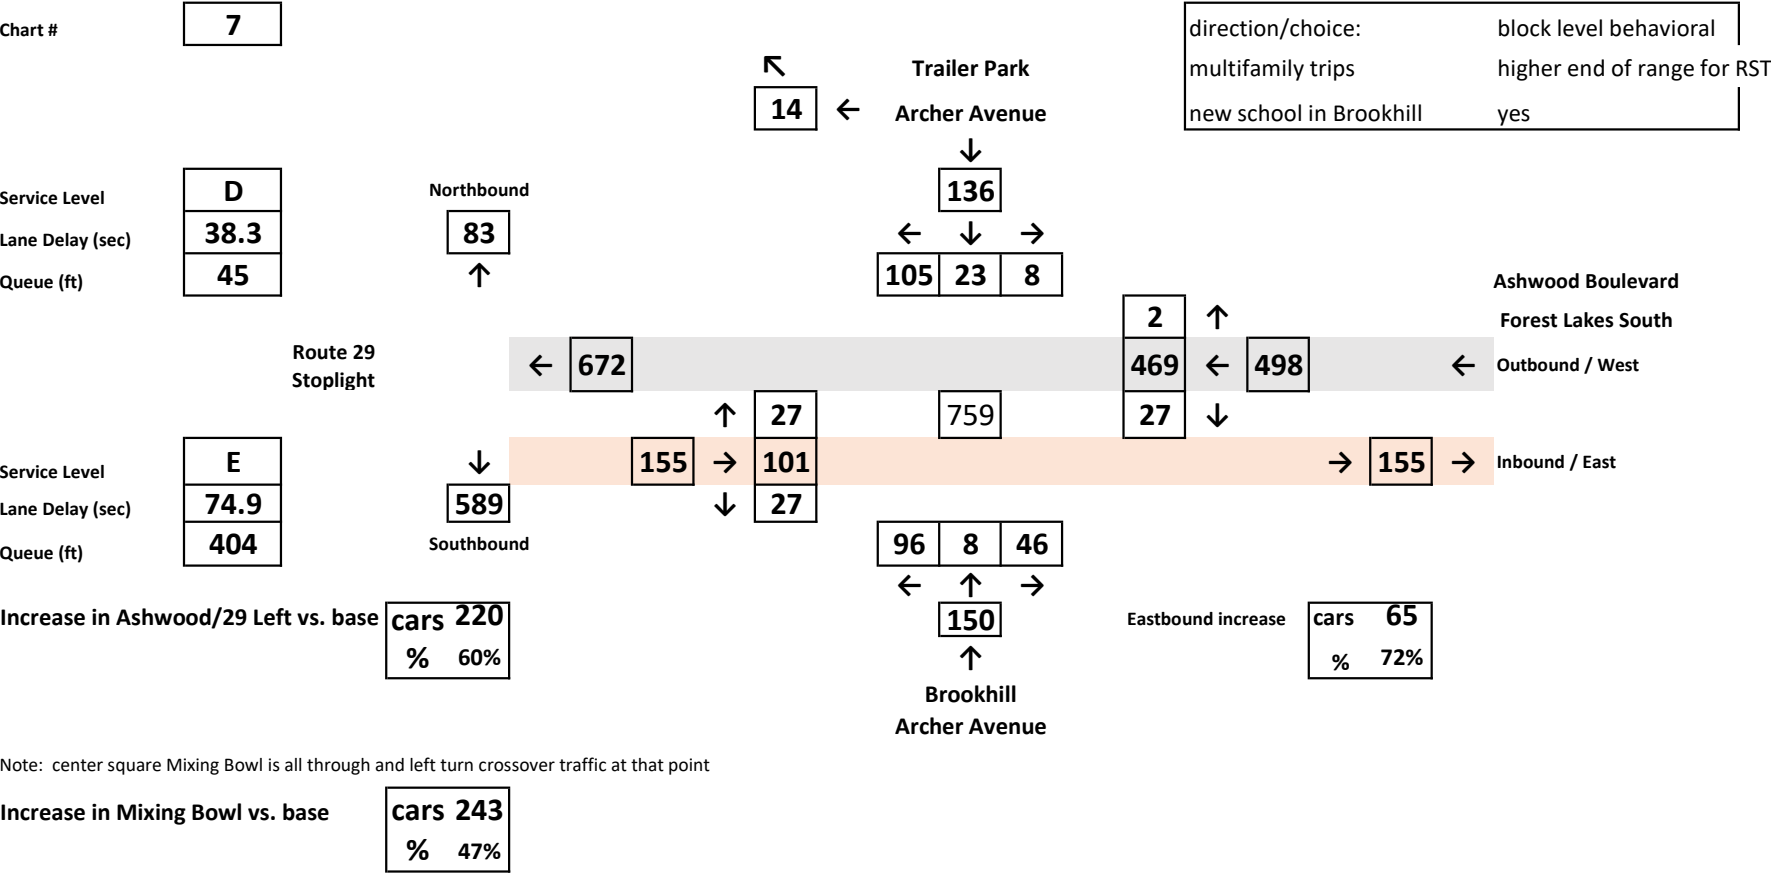 Chart # 7
direction/choice: block level behavioral
multifamily trips higher end of range for RST
new school in Brookhill yes
↖ Trailer Park
14 ← Archer Avenue
↓
Service Level D Northbound 136
Lane Delay (sec) 38.3 83 ← ↓ →
Queue (ft) 45 ↑ 105 23 8 Ashwood Boulevard
2 ↑ Forest Lakes South
Route 29 ← 672 469 ← 498 ← Outbound / West
Stoplight
↑ 27 759 27 ↓
Service Level E ↓ 155 → 101 → 155 → Inbound / East
Lane Delay (sec) 74.9 589 ↓ 27
Queue (ft) 404 Southbound 96 8 46
← ↑ →
Increase in Ashwood/29 Left vs. base cars 220 150 Eastbound increase cars 65
% 60% ↑ % 72%
Brookhill
Archer Avenue
Note: center square Mixing Bowl is all through and left turn crossover traffic at that point
Increase in Mixing Bowl vs. base cars 243
% 47%